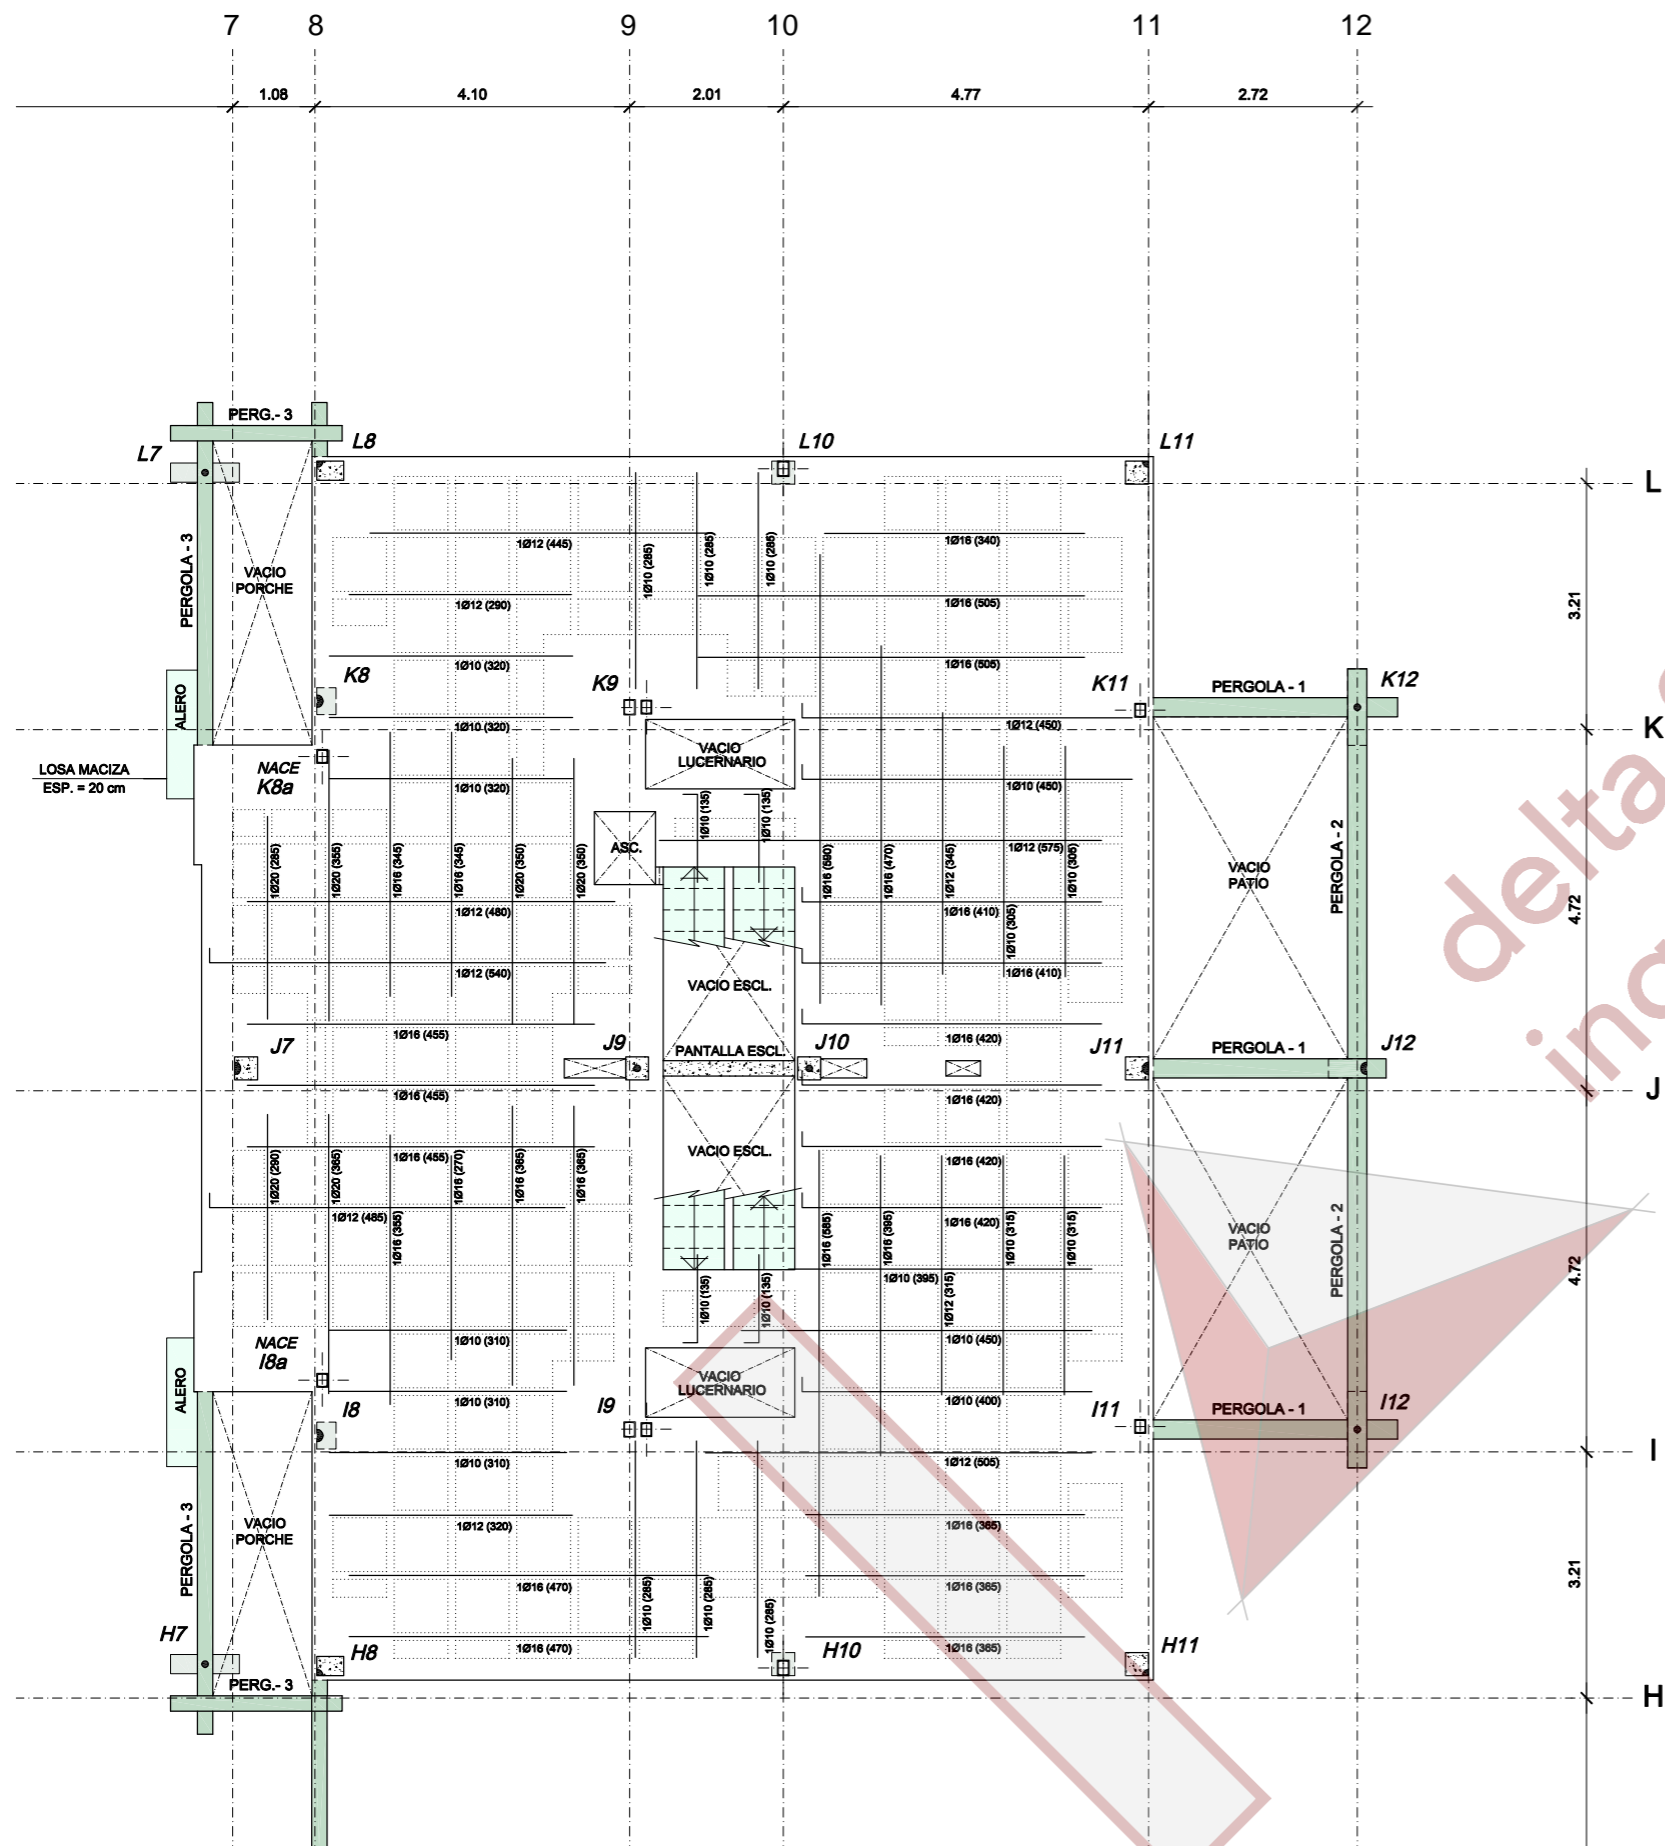 7 8 9 10 11 12
1.08 4.10 2.01 4.77 2.72
PERG.- 3
L7 L8 L10 L11
L
1Ø12 (445) 1Ø10 (285) 1Ø10 (285) 1Ø10 (285) 1Ø16 (340)
PERGOLA - 3
VACIO
PORCHE
1Ø12 (290) 1Ø16 (505)
3.21
1Ø10 (320) 1Ø16 (505)
K8 K9 K11 K12
PERGOLA - 1
ALERO
1Ø10 (320) 1Ø12 (450)
K
VACIO
LUCERNARIO
LOSA MACIZA
ESP. = 20 cm
NACE
K8a
1Ø10 (320) 1Ø10 (450)
1Ø10 (135) 1Ø10 (135)
ASC.
1Ø12 (575)
1Ø20 (285) 1Ø20 (355) 1Ø16 (345) 1Ø16 (345) 1Ø20 (350) 1Ø20 (350)
1Ø16 (590) 1Ø16 (470) 1Ø12 (345) 1Ø10 (305) 1Ø10 (305)
VACIO
PATIO
PERGOLA - 2
4.72
1Ø12 (480) 1Ø16 (410)
1Ø12 (540) 1Ø16 (410)
VACIO ESCL.
1Ø16 (455) 1Ø16 (420)
J7 J9 J10 J11 J12
PANTALLA ESCL.
PERGOLA - 1
J
1Ø16 (455) 1Ø16 (420)
VACIO ESCL.
1Ø16 (455) 1Ø16 (420)
1Ø20 (290) 1Ø20 (365) 1Ø16 (355) 1Ø16 (270) 1Ø16 (365) 1Ø16 (365)
1Ø12 (485) 1Ø16 (420)
1Ø16 (585) 1Ø16 (395) 1Ø12 (315) 1Ø10 (315) 1Ø10 (315)
VACIO
PATIO
PERGOLA - 2
4.72
1Ø10 (395)
1Ø10 (135) 1Ø10 (135)
1Ø10 (310) 1Ø10 (450)
NACE
I8a
VACIO
LUCERNARIO
ALERO
1Ø10 (310) 1Ø10 (400)
I8 I9 I11 I12
PERGOLA - 1
I
1Ø10 (310) 1Ø12 (505)
PERGOLA - 3
VACIO
PORCHE
1Ø12 (320) 1Ø16 (365)
3.21
1Ø16 (470) 1Ø16 (365)
1Ø10 (285) 1Ø10 (285) 1Ø10 (285)
H7 H8 H10 H11
1Ø16 (470) 1Ø16 (365)
PERG.- 3
H
delta